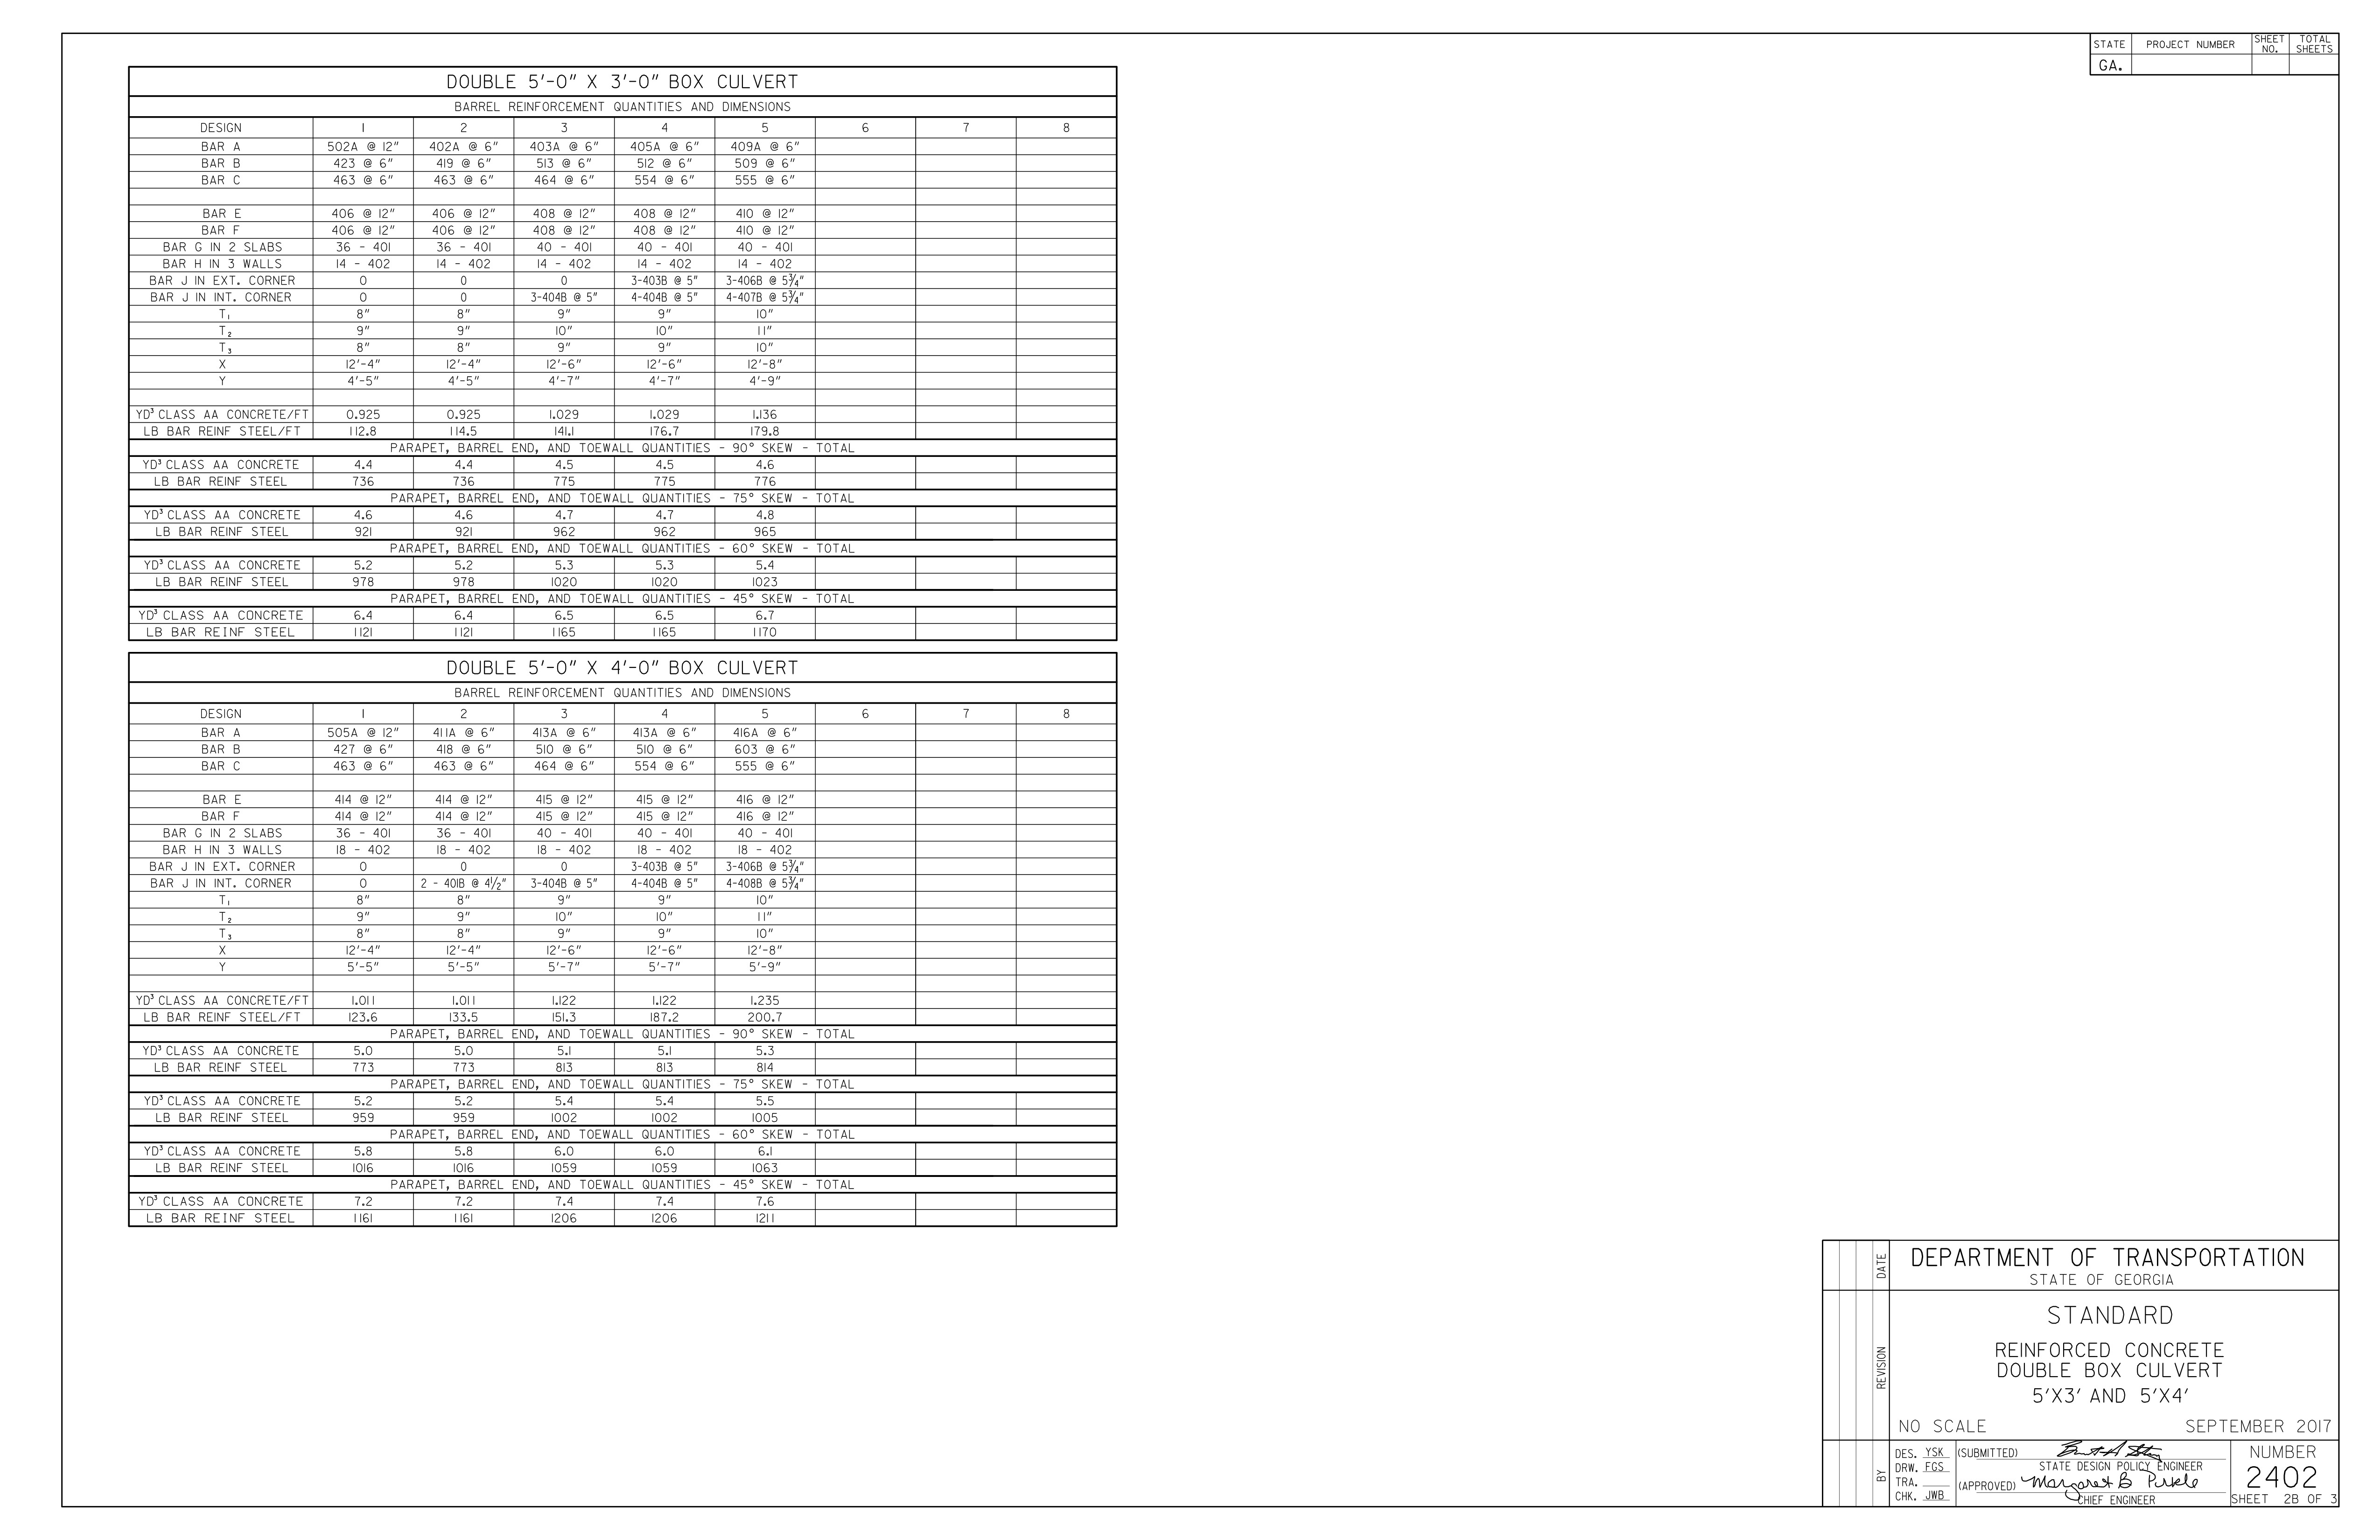 STATE PROJECT NUMBER SHEET NO. TOTAL SHEETS
GA.
DOUBLE 5'-0" X 3'-0" BOX CULVERT
BARREL REINFORCEMENT QUANTITIES AND DIMENSIONS
DESIGN 1 2 3 4 5 6 7 8
BAR A 502A @ 12" 402A @ 6" 403A @ 6" 405A @ 6" 409A @ 6"
BAR B 423 @ 6" 419 @ 6" 513 @ 6" 512 @ 6" 509 @ 6"
BAR C 463 @ 6" 463 @ 6" 464 @ 6" 554 @ 6" 555 @ 6"
BAR E 406 @ 12" 406 @ 12" 408 @ 12" 408 @ 12" 410 @ 12"
BAR F 406 @ 12" 406 @ 12" 408 @ 12" 408 @ 12" 410 @ 12"
BAR G IN 2 SLABS 36 - 401 36 - 401 40 - 401 40 - 401 40 - 401
BAR H IN 3 WALLS 14 - 402 14 - 402 14 - 402 14 - 402 14 - 402
BAR J IN EXT. CORNER 0 0 0 3-403B @ 5" 3-406B @ 5¾"
BAR J IN INT. CORNER 0 0 3-404B @ 5" 4-404B @ 5" 4-407B @ 5¾"
T₁ 8" 8" 9" 9" 10"
T₂ 9" 9" 10" 10" 11"
T₃ 8" 8" 9" 9" 10"
X 12'-4" 12'-4" 12'-6" 12'-6" 12'-8"
Y 4'-5" 4'-5" 4'-7" 4'-7" 4'-9"
YD³ CLASS AA CONCRETE/FT 0.925 0.925 1.029 1.029 1.136
LB BAR REINF STEEL/FT 112.8 114.5 141.1 176.7 179.8
PARAPET, BARREL END, AND TOEWALL QUANTITIES - 90° SKEW - TOTAL
YD³ CLASS AA CONCRETE 4.4 4.4 4.5 4.5 4.6
LB BAR REINF STEEL 736 736 775 775 776
PARAPET, BARREL END, AND TOEWALL QUANTITIES - 75° SKEW - TOTAL
YD³ CLASS AA CONCRETE 4.6 4.6 4.7 4.7 4.8
LB BAR REINF STEEL 921 921 962 962 965
PARAPET, BARREL END, AND TOEWALL QUANTITIES - 60° SKEW - TOTAL
YD³ CLASS AA CONCRETE 5.2 5.2 5.3 5.3 5.4
LB BAR REINF STEEL 978 978 1020 1020 1023
PARAPET, BARREL END, AND TOEWALL QUANTITIES - 45° SKEW - TOTAL
YD³ CLASS AA CONCRETE 6.4 6.4 6.5 6.5 6.7
LB BAR REINF STEEL 1121 1121 1165 1165 1170
DOUBLE 5'-0" X 4'-0" BOX CULVERT
BARREL REINFORCEMENT QUANTITIES AND DIMENSIONS
DESIGN 1 2 3 4 5 6 7 8
BAR A 505A @ 12" 411A @ 6" 413A @ 6" 413A @ 6" 416A @ 6"
BAR B 427 @ 6" 418 @ 6" 510 @ 6" 510 @ 6" 603 @ 6"
BAR C 463 @ 6" 463 @ 6" 464 @ 6" 554 @ 6" 555 @ 6"
BAR E 414 @ 12" 414 @ 12" 415 @ 12" 415 @ 12" 416 @ 12"
BAR F 414 @ 12" 414 @ 12" 415 @ 12" 415 @ 12" 416 @ 12"
BAR G IN 2 SLABS 36 - 401 36 - 401 40 - 401 40 - 401 40 - 401
BAR H IN 3 WALLS 18 - 402 18 - 402 18 - 402 18 - 402 18 - 402
BAR J IN EXT. CORNER 0 0 0 3-403B @ 5" 3-406B @ 5¾"
BAR J IN INT. CORNER 0 2 - 401B @ 4½" 3-404B @ 5" 4-404B @ 5" 4-408B @ 5¾"
T₁ 8" 8" 9" 9" 10"
T₂ 9" 9" 10" 10" 11"
T₃ 8" 8" 9" 9" 10"
X 12'-4" 12'-4" 12'-6" 12'-6" 12'-8"
Y 5'-5" 5'-5" 5'-7" 5'-7" 5'-9"
YD³ CLASS AA CONCRETE/FT 1.011 1.011 1.122 1.122 1.235
LB BAR REINF STEEL/FT 123.6 133.5 151.3 187.2 200.7
PARAPET, BARREL END, AND TOEWALL QUANTITIES - 90° SKEW - TOTAL
YD³ CLASS AA CONCRETE 5.0 5.0 5.1 5.1 5.3
LB BAR REINF STEEL 773 773 813 813 814
PARAPET, BARREL END, AND TOEWALL QUANTITIES - 75° SKEW - TOTAL
YD³ CLASS AA CONCRETE 5.2 5.2 5.4 5.4 5.5
LB BAR REINF STEEL 959 959 1002 1002 1005
PARAPET, BARREL END, AND TOEWALL QUANTITIES - 60° SKEW - TOTAL
YD³ CLASS AA CONCRETE 5.8 5.8 6.0 6.0 6.1
LB BAR REINF STEEL 1016 1016 1059 1059 1063
PARAPET, BARREL END, AND TOEWALL QUANTITIES - 45° SKEW - TOTAL
YD³ CLASS AA CONCRETE 7.2 7.2 7.4 7.4 7.6
LB BAR REINF STEEL 1161 1161 1206 1206 1211
DATE
REVISION
BY
DEPARTMENT OF TRANSPORTATION
STATE OF GEORGIA
STANDARD
REINFORCED CONCRETE
DOUBLE BOX CULVERT
5'X3' AND 5'X4'
NO SCALE SEPTEMBER 2017
DES. YSK (SUBMITTED)
STATE DESIGN POLICY ENGINEER
DRW. FGS
TRA.
(APPROVED) Margaret B Pirkle
CHK. JWB
CHIEF ENGINEER
NUMBER
2402
SHEET 2B OF 3